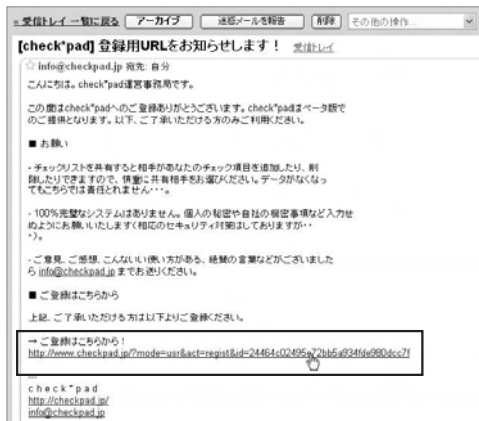 « 受信トレイ 一覧に戻る アーカイブ 迷惑メールを報告 削除 その他の操作...
[check*pad] 登録用URLをお知らせします！ 受信トレイ
info@checkpad.jp 宛先: 自分
こんにちは。check*pad運営事務局です。
この度はcheck*padへのご登録ありがとうございます。check*padはベータ版で
のご提供となります。以下、ご了承いただける方のみご利用ください。
■ お願い
- チェックリストを共有すると相手があなたのチェック項目を追加したり、削
除したりできますので、慎重に共有相手をお選びください。データがなくなっ
てもこちらでは責任とれません・・・。
- 100%完璧なシステムはありません。個人の秘密や自社の機密事項など入力せ
ぬようにお願いいたします(相応のセキュリティ対策はしておりますが・・
・)。
- ご意見、ご感想、こんないい使い方がある、絶賛の言葉などがございました
ら info@checkpad.jp までお送りください。
■ ご登録はこちらから
上記、ご了承いただける方は以下よりご登録ください。
→ ご登録はこちらから！
http://www.checkpad.jp/?mode=usr&act=regist&id=24464c02495e72bb5a934fde980dcc7f
---
check*pad
http://checkpad.jp/
info@checkpad.jp